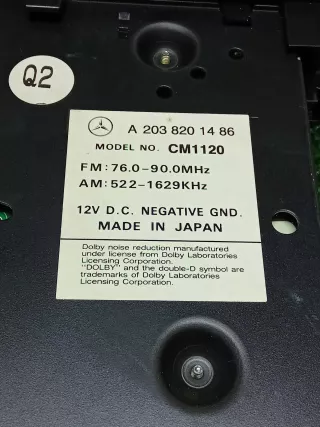 Q2
A 203 820 14 86
MODEL NO. CM1120
FM:76.0-90.0MHz
AM:522-1629KHz
12V D.C. NEGATIVE GND.
MADE IN JAPAN
Dolby noise reduction manufactured
under license from Dolby Laboratories
Licensing Corporation.
"DOLBY" and the double-D symbol are
trademarks of Dolby Laboratories
Licensing Corporation.